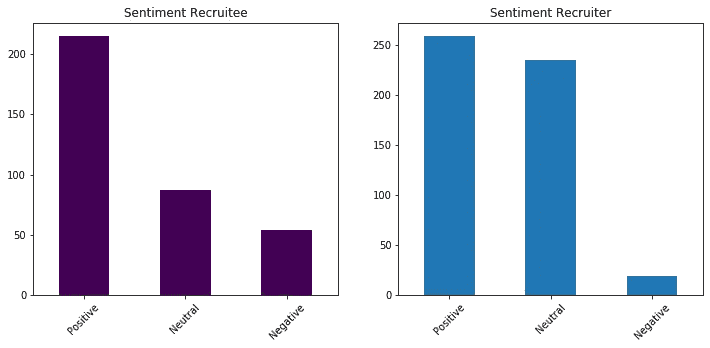 Sentiment Recruitee
200
150
100
50
0
Positive
Neutral
Negative
Sentiment Recruiter
250
200
150
100
50
0
Positive
Neutral
Negative